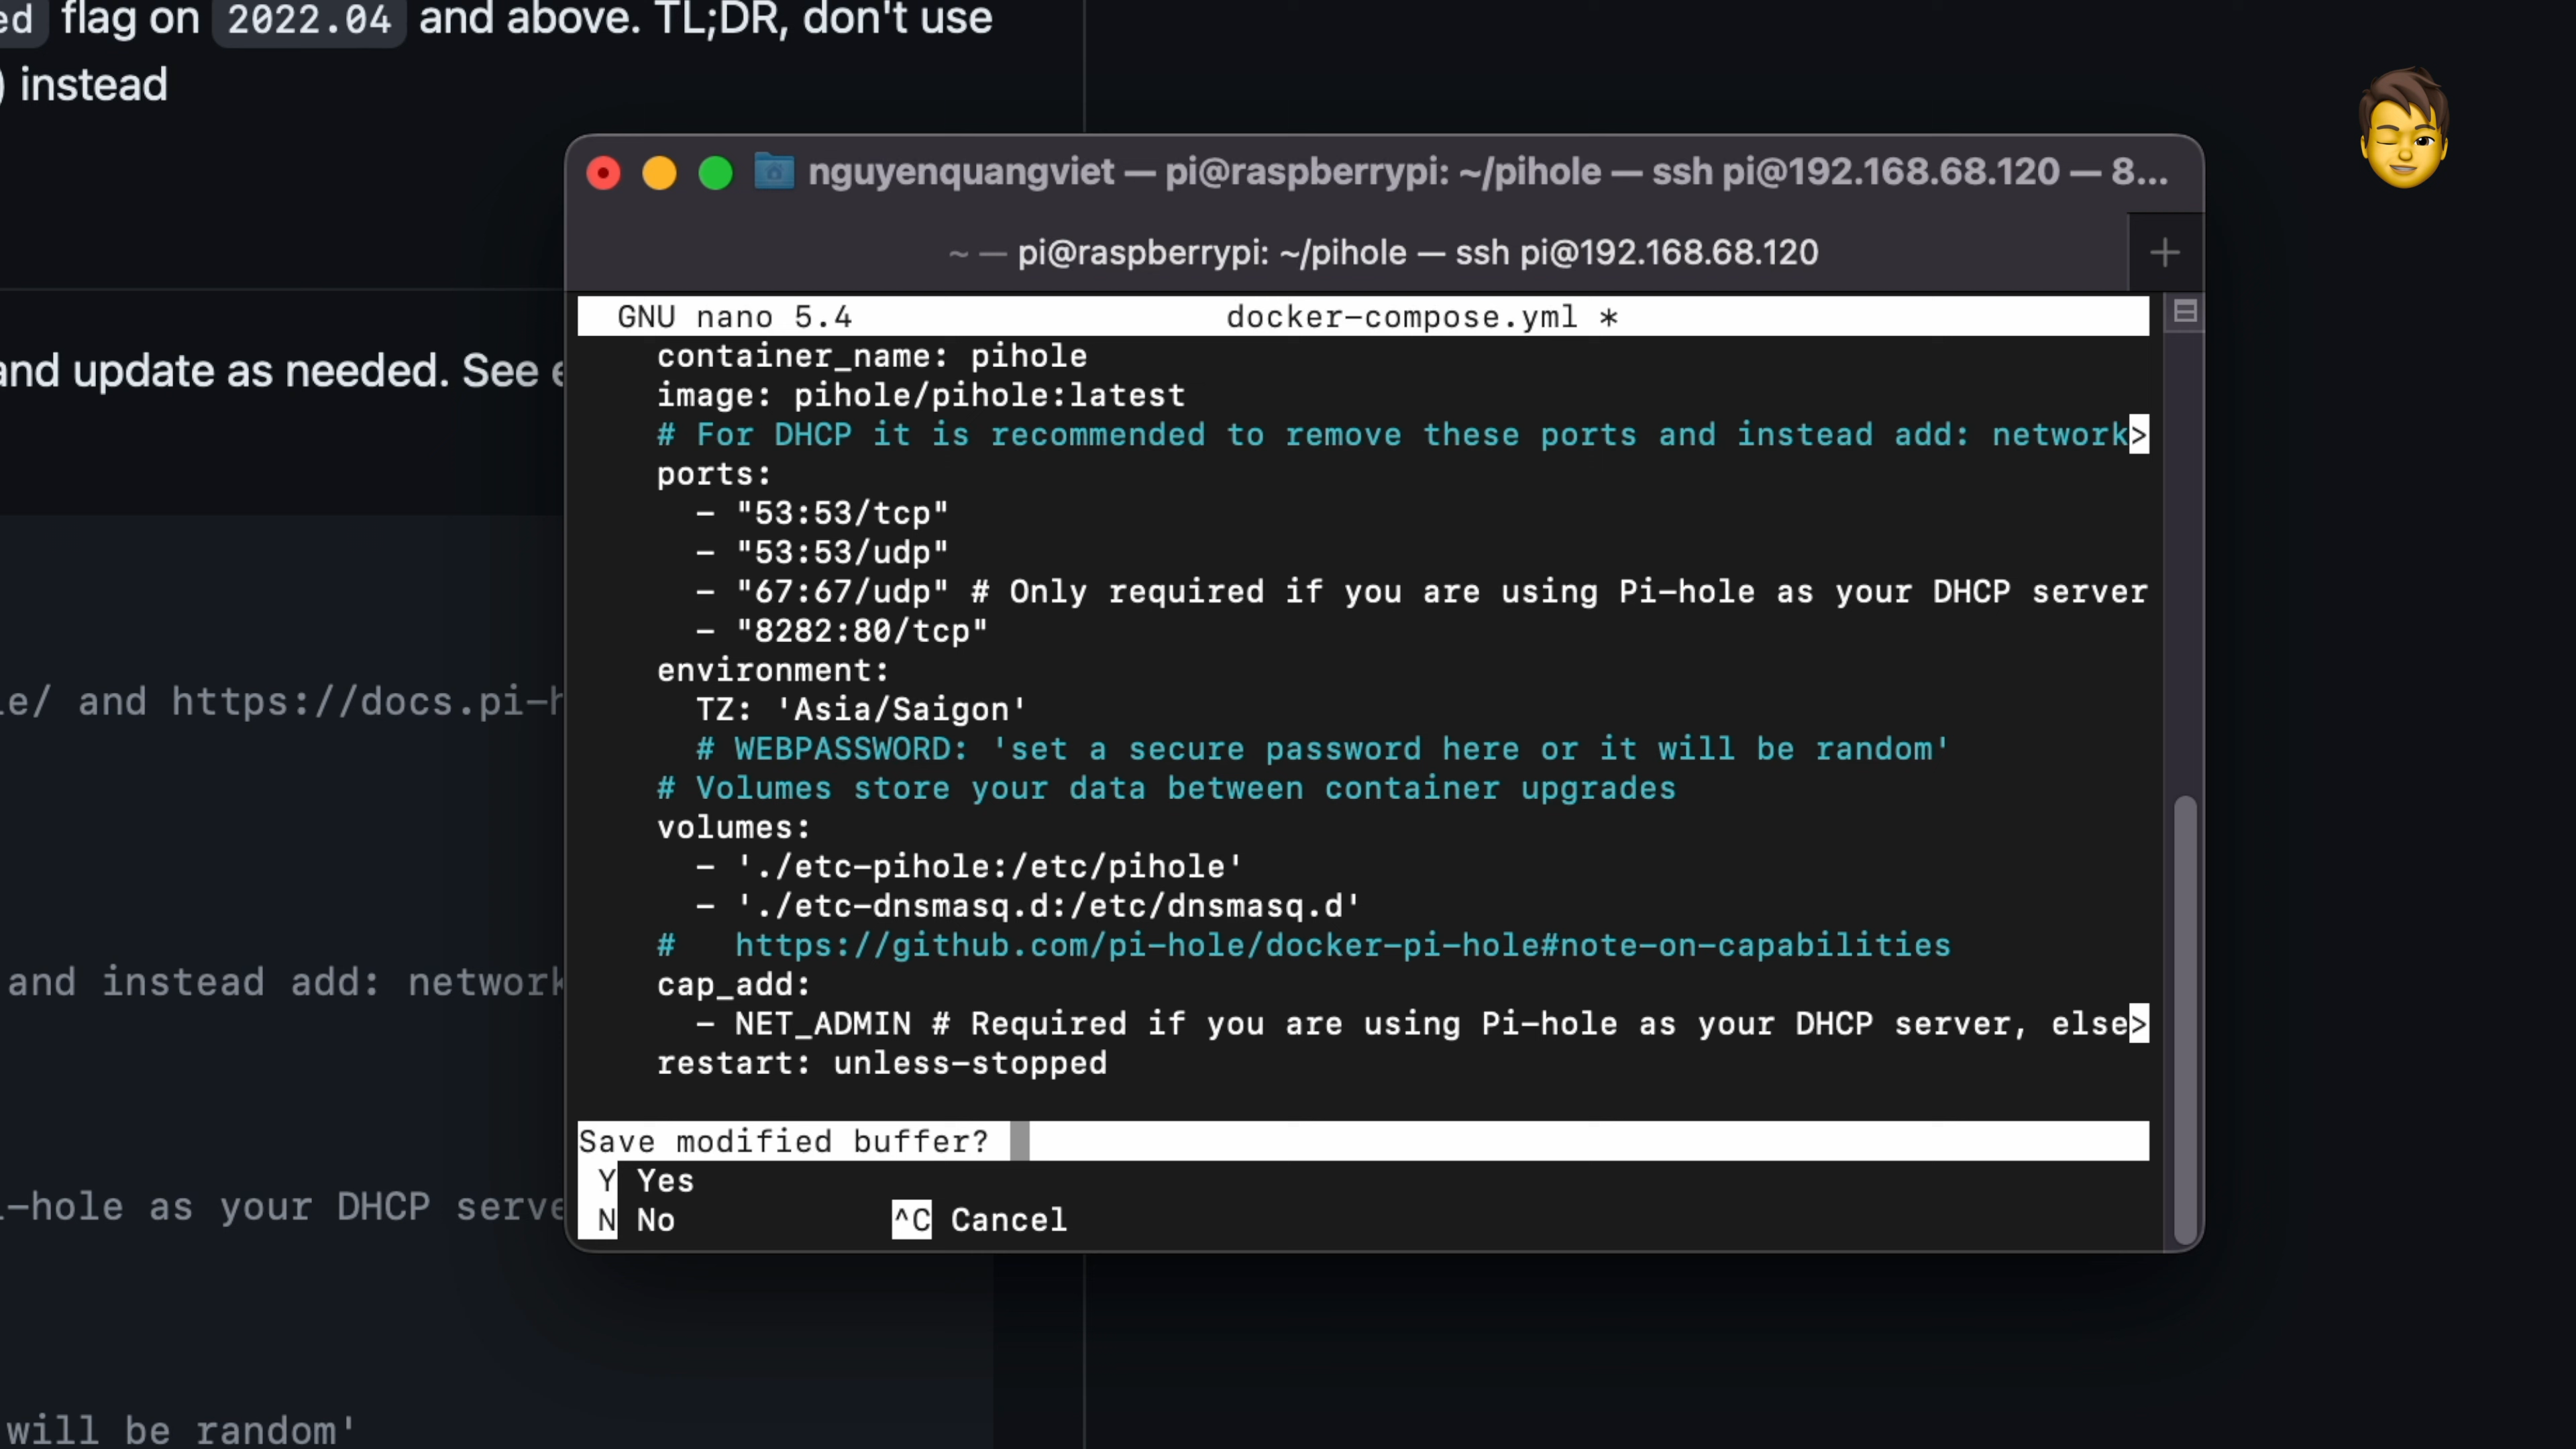 ed flag on 2022.04 and above. TL;DR, don't use
) instead
and update as needed. See e
le/ and https://docs.pi-h
and instead add: network
i-hole as your DHCP serve
will be random'
nguyenquangviet — pi@raspberrypi: ~/pihole — ssh pi@192.168.68.120 — 8...
~ — pi@raspberrypi: ~/pihole — ssh pi@192.168.68.120
+
GNU nano 5.4 docker-compose.yml *
container_name: pihole
image: pihole/pihole:latest
# For DHCP it is recommended to remove these ports and instead add: network>
ports:
- "53:53/tcp"
- "53:53/udp"
- "67:67/udp" # Only required if you are using Pi-hole as your DHCP server
- "8282:80/tcp"
environment:
TZ: 'Asia/Saigon'
# WEBPASSWORD: 'set a secure password here or it will be random'
# Volumes store your data between container upgrades
volumes:
- './etc-pihole:/etc/pihole'
- './etc-dnsmasq.d:/etc/dnsmasq.d'
# https://github.com/pi-hole/docker-pi-hole#note-on-capabilities
cap_add:
- NET_ADMIN # Required if you are using Pi-hole as your DHCP server, else>
restart: unless-stopped
Save modified buffer?
Y Yes
N No ^C Cancel